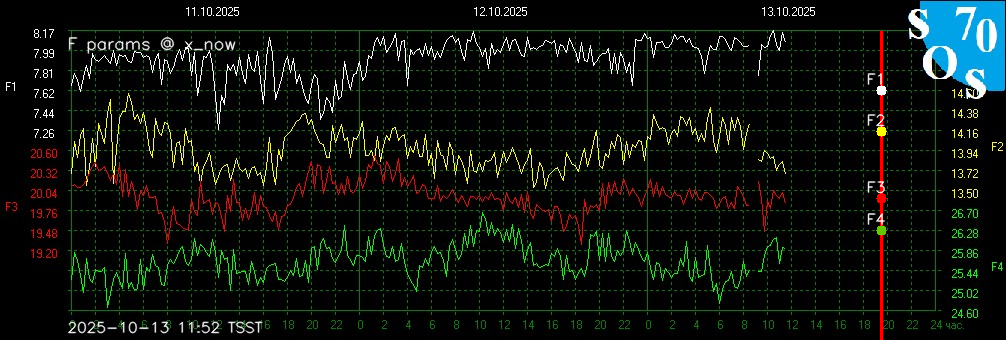 11.10.2025 12.10.2025 13.10.2025
F params @ x_now
8.17
7.99
7.81
7.62
7.44
7.26
F1
20.60
20.32
20.04
19.76
19.48
19.20
F3
F1
F2
F3
F4
SOS 70
14.60
14.38
14.16
13.94
13.72
13.50
F2
26.70
26.28
25.86
25.44
25.02
24.60
F4
2025-10-13 11:52 TSST
14 16 18 20 22 0 2 4 6 8 10 12 14 16 18 20 22 0 2 4 6 8 10 12 14 16 18 20 22 24 час.